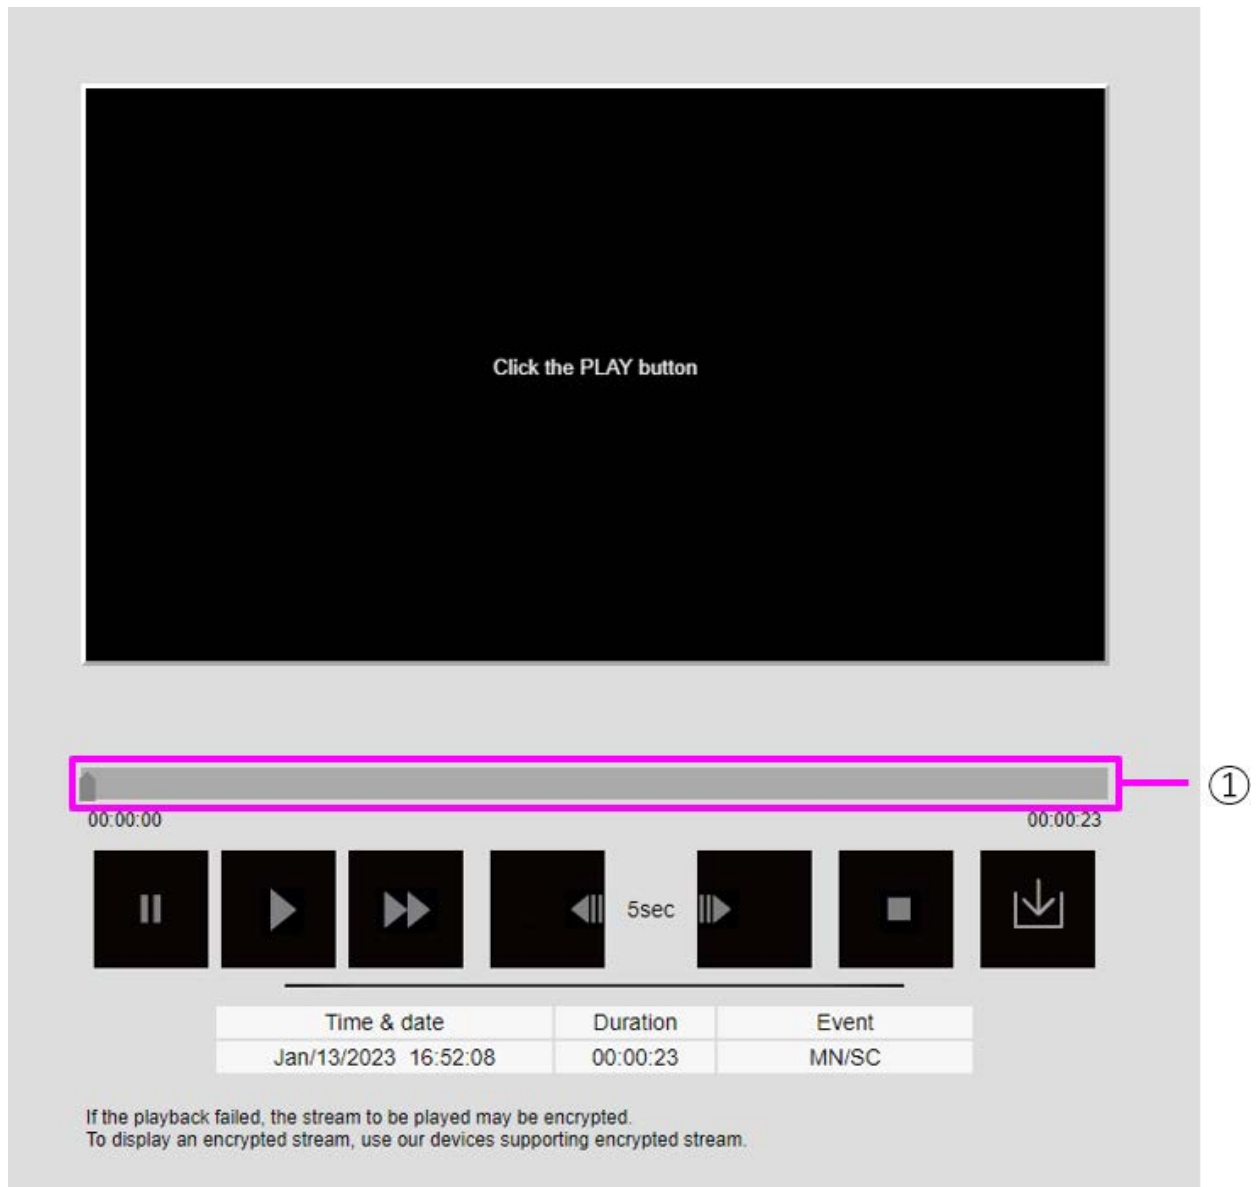 Click the PLAY button
①
00:00:00 00:00:23
5sec
Time & date Duration Event
Jan/13/2023 16:52:08 00:00:23 MN/SC
If the playback failed, the stream to be played may be encrypted.
To display an encrypted stream, use our devices supporting encrypted stream.